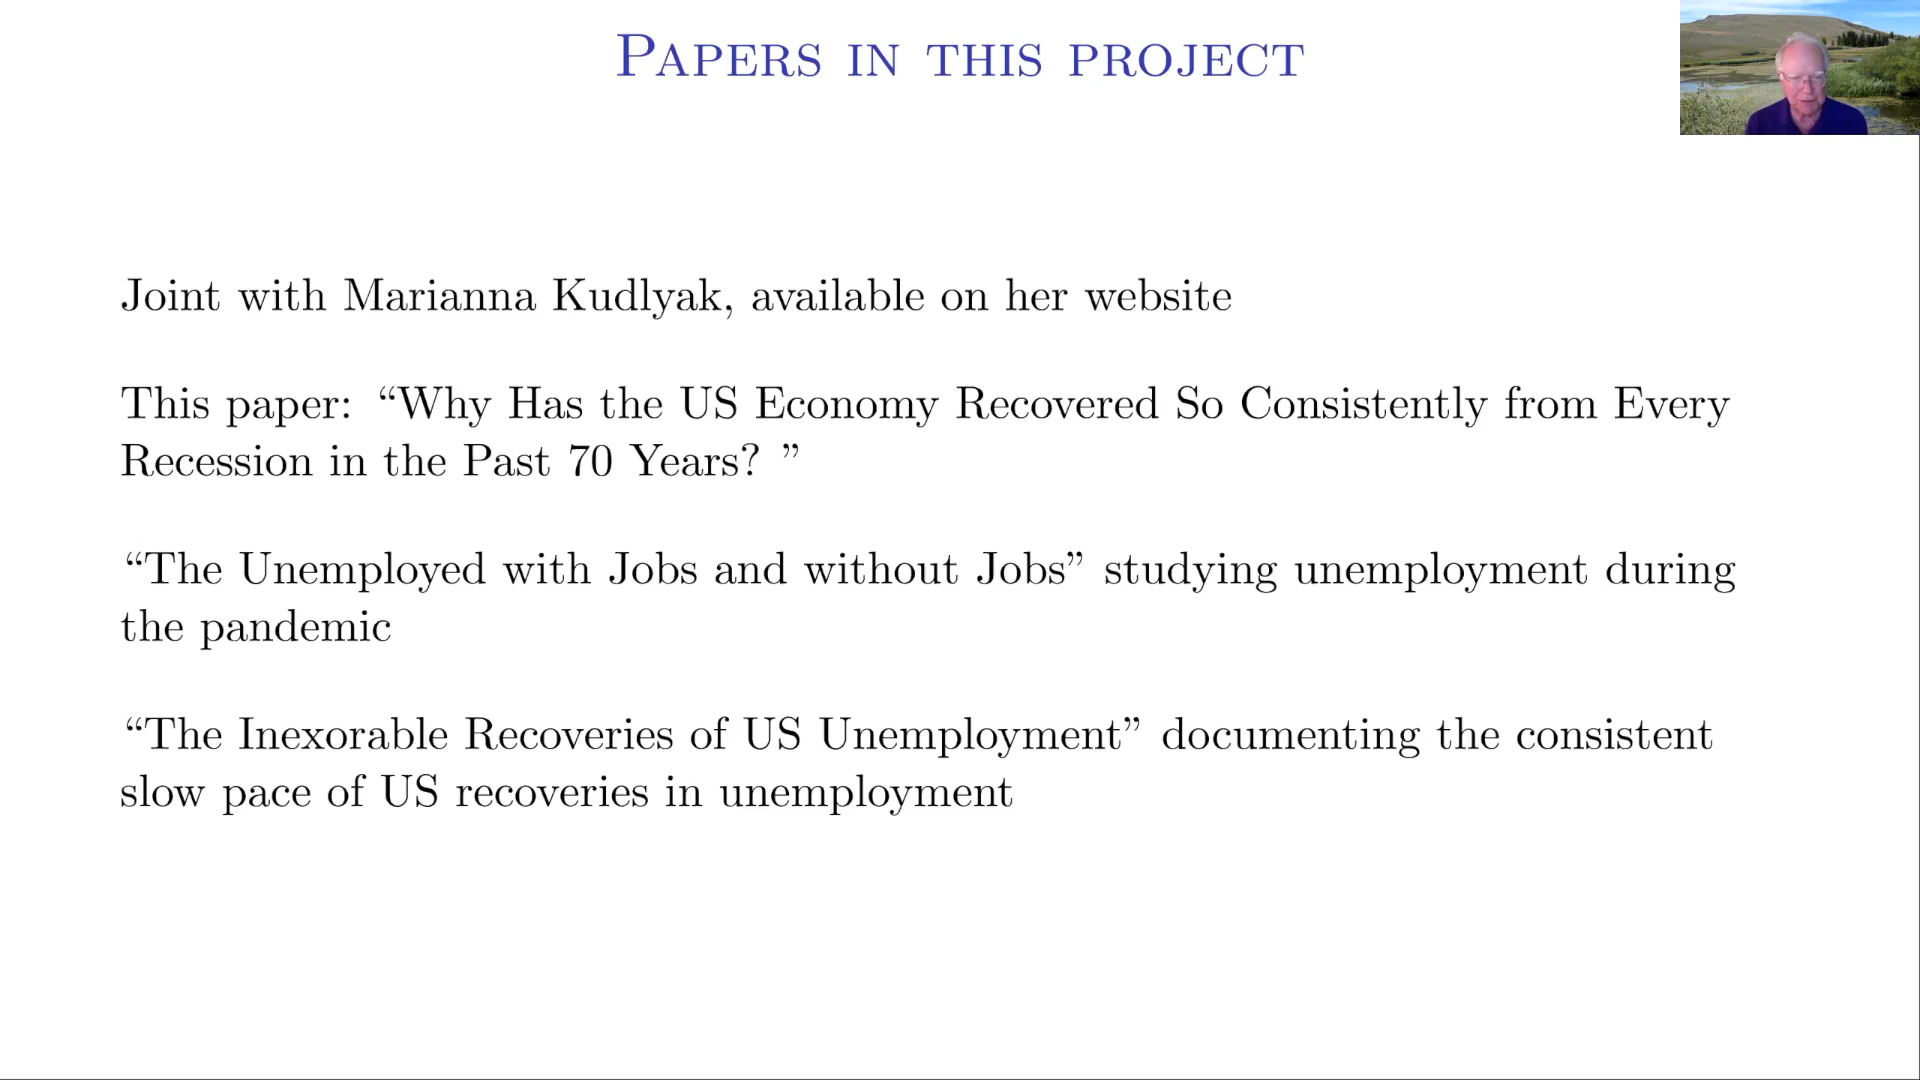 Papers in this project
Joint with Marianna Kudlyak, available on her website
This paper: “Why Has the US Economy Recovered So Consistently from Every
Recession in the Past 70 Years? ”
“The Unemployed with Jobs and without Jobs” studying unemployment during
the pandemic
“The Inexorable Recoveries of US Unemployment” documenting the consistent
slow pace of US recoveries in unemployment